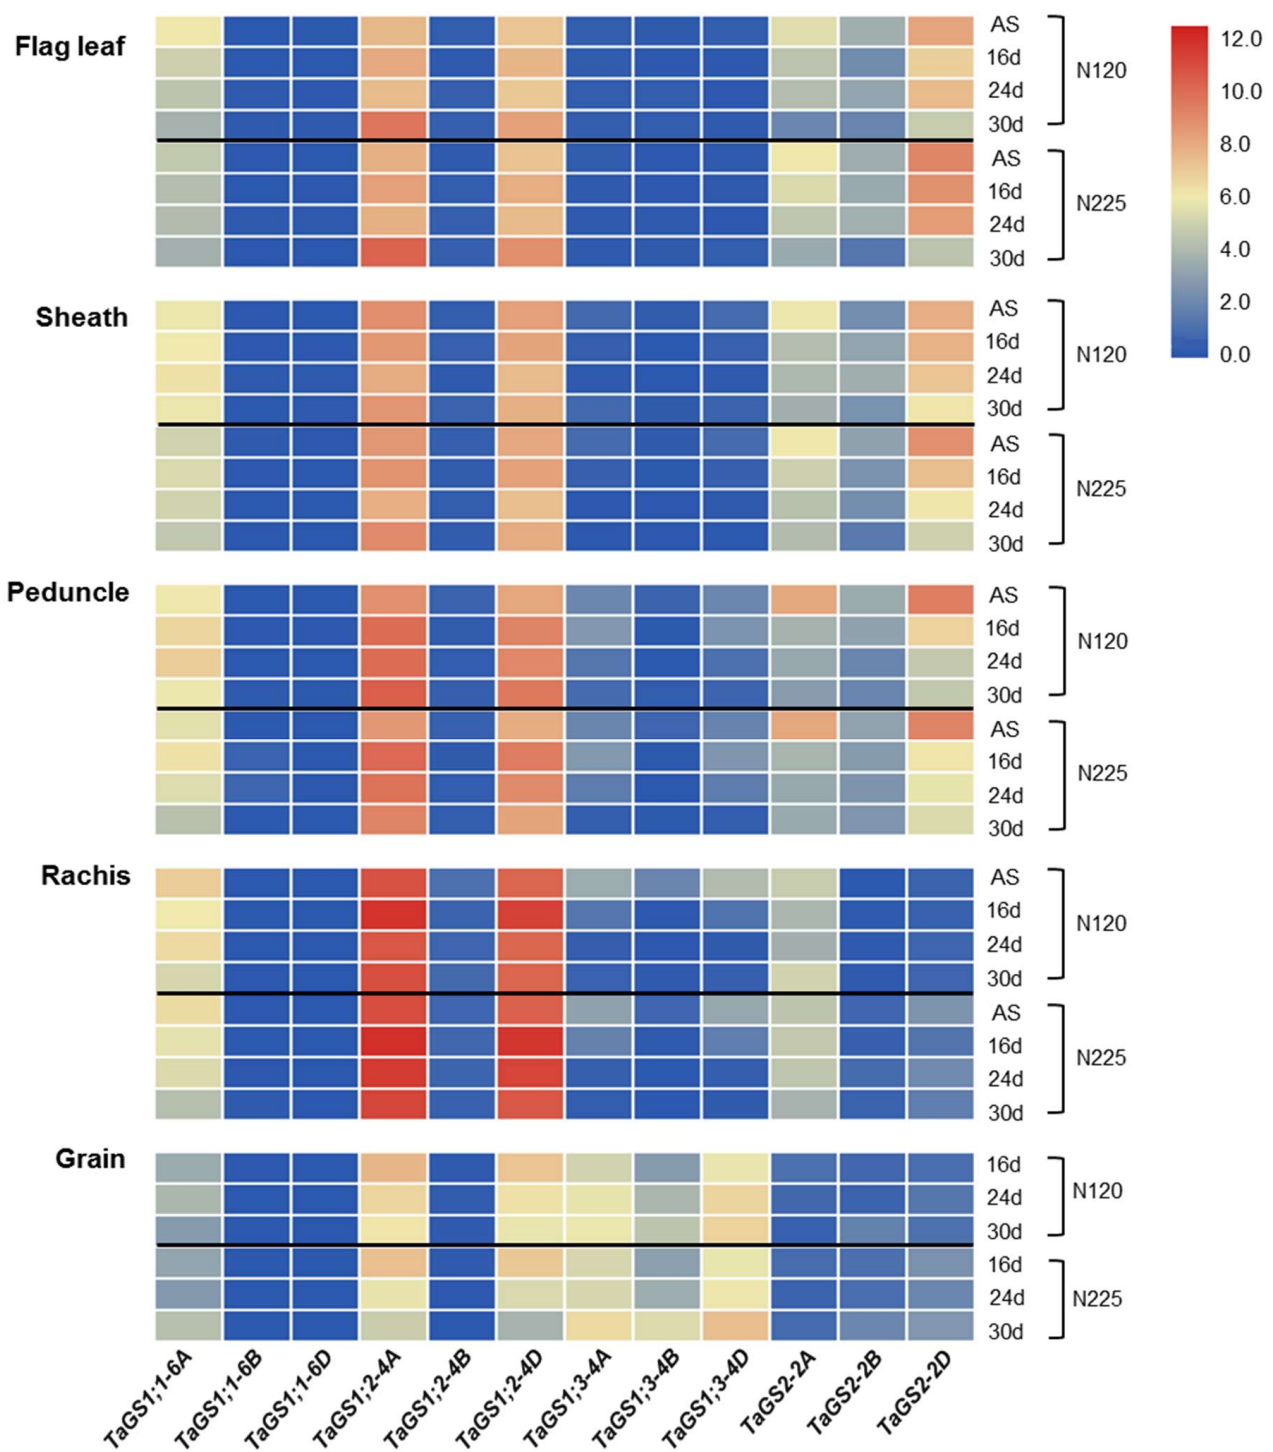 Flag leaf
AS
16d
24d
30d
N120
AS
16d
24d
30d
N225
12.0
10.0
8.0
6.0
4.0
2.0
0.0
Sheath
AS
16d
24d
30d
N120
AS
16d
24d
30d
N225
Peduncle
AS
16d
24d
30d
N120
AS
16d
24d
30d
N225
Rachis
AS
16d
24d
30d
N120
AS
16d
24d
30d
N225
Grain
16d
24d
30d
N120
16d
24d
30d
N225
TaGS1;1-6A
TaGS1;1-6B
TaGS1;1-6D
TaGS1;2-4A
TaGS1;2-4B
TaGS1;2-4D
TaGS1;3-4A
TaGS1;3-4B
TaGS1;3-4D
TaGS2-2A
TaGS2-2B
TaGS2-2D